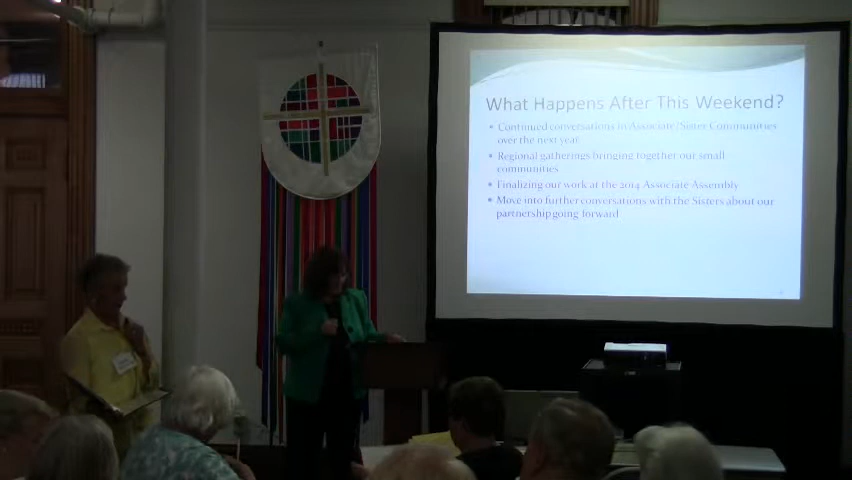 What Happens After This Weekend?
• Continued conversations in Associate/Sister Communities
over the next year
• Regional gatherings bringing together our small
communities
• Finalizing our work at the 2014 Associate Assembly
• Move into further conversations with the Sisters about our
partnership going forward